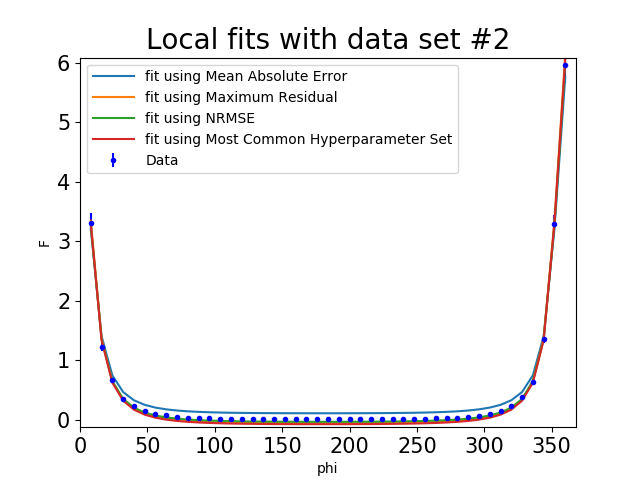 Local fits with data set #2
fit using Mean Absolute Error
fit using Maximum Residual
fit using NRMSE
fit using Most Common Hyperparameter Set
Data
F
6
5
4
3
2
1
0
0 50 100 150 200 250 300 350
phi